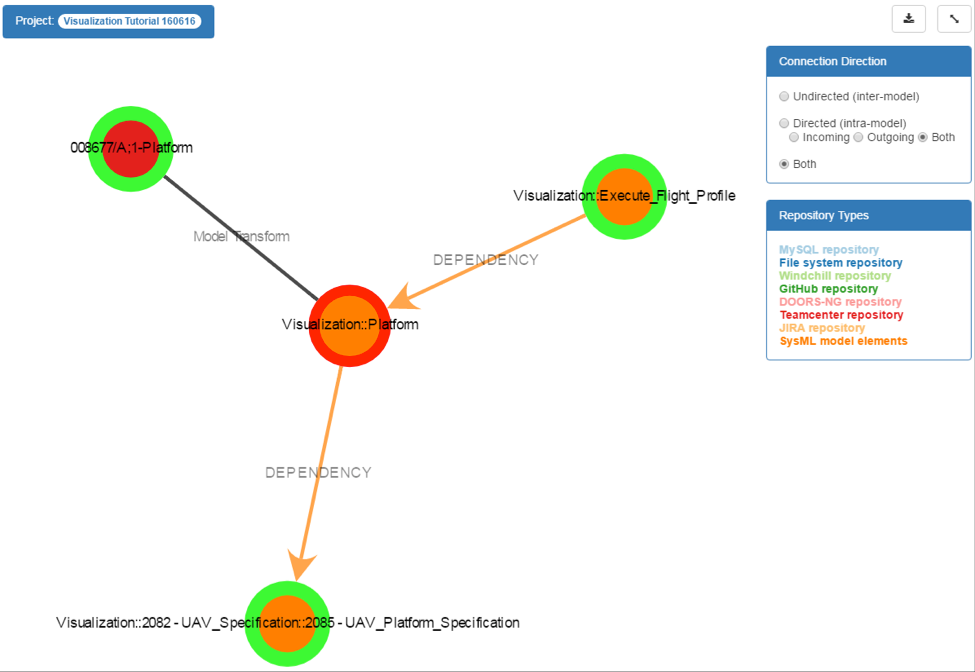 Project: Visualization Tutorial 160616
Connection Direction
Undirected (inter-model)
Directed (intra-model)
Incoming Outgoing Both
Both
Repository Types
MySQL repository
File system repository
Windchill repository
GitHub repository
DOORS-NG repository
Teamcenter repository
JIRA repository
SysML model elements
008677/A;1-Platform
Visualization::Execute_Flight_Profile
Model Transform
DEPENDENCY
Visualization::Platform
DEPENDENCY
Visualization::2082 - UAV_Specification::2085 - UAV_Platform_Specification